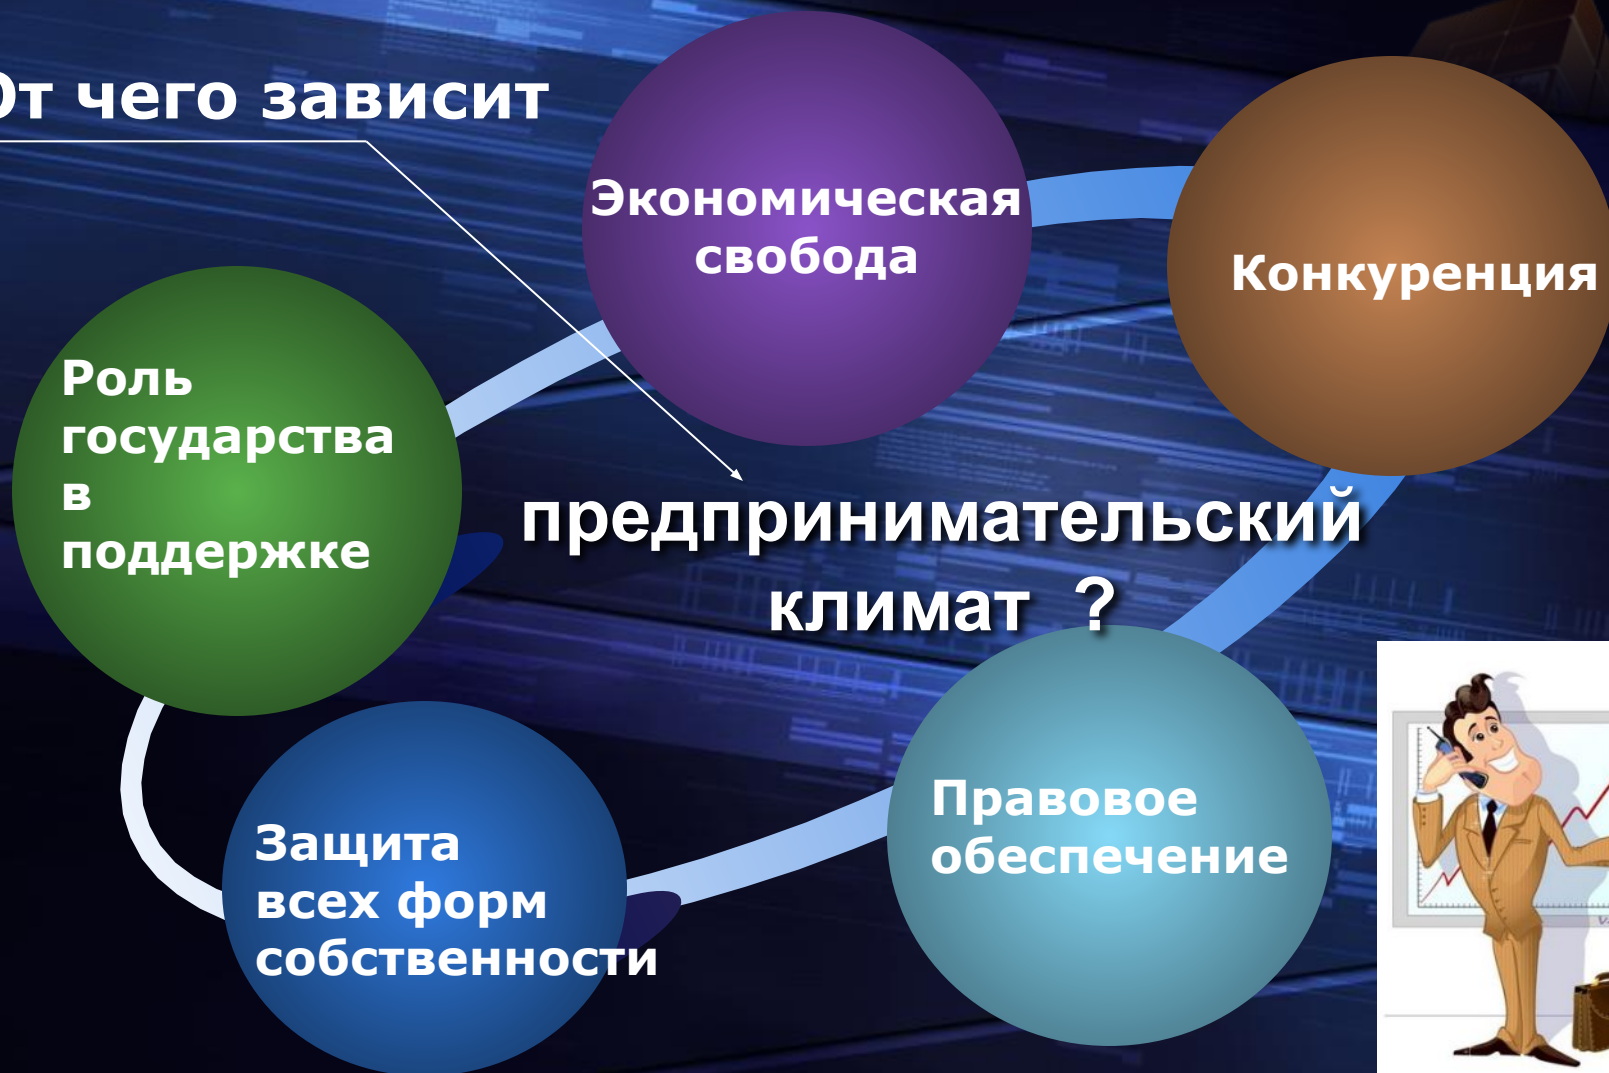 От чего зависит
Экономическая
свобода
Конкуренция
Роль
государства
в
поддержке
предпринимательский
климат ?
Защита
всех форм
собственности
Правовое
обеспечение